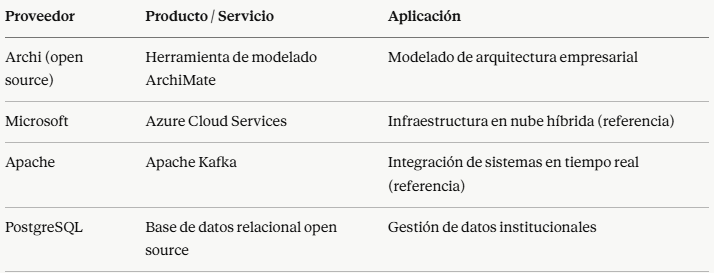 Proveedor Producto / Servicio Aplicación
Archi (open Herramienta de modelado Modelado de arquitectura empresarial
source) ArchiMate
Microsoft Azure Cloud Services Infraestructura en nube híbrida (referencia)
Apache Apache Kafka Integración de sistemas en tiempo real
(referencia)
PostgreSQL Base de datos relacional open Gestión de datos institucionales
source